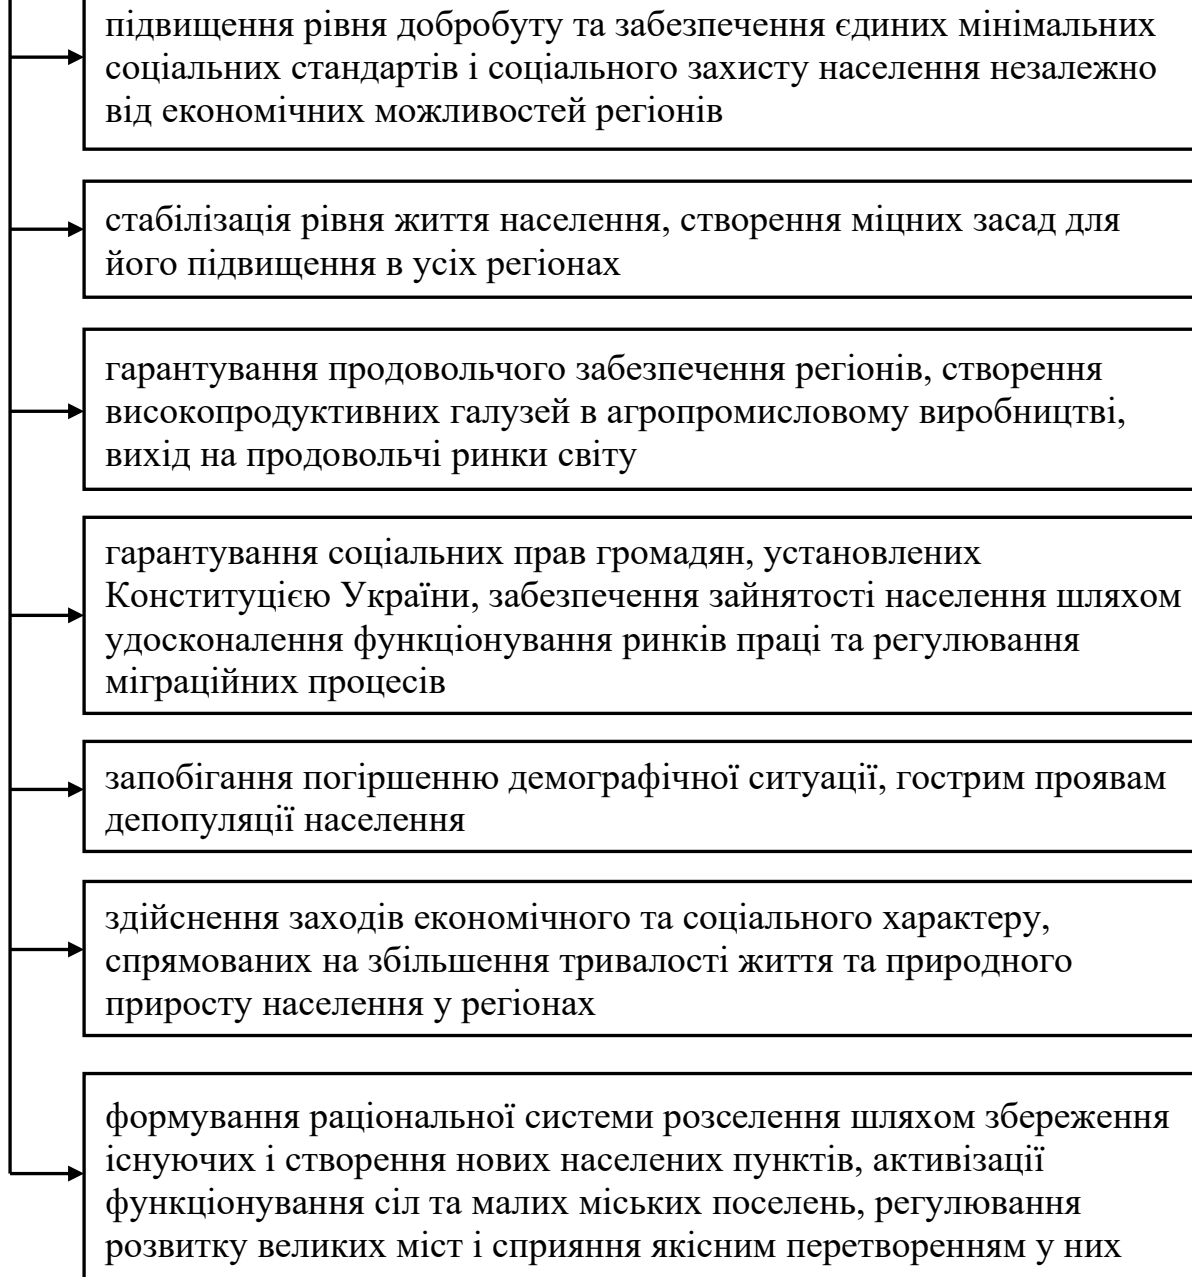 підвищення рівня добробуту та забезпечення єдиних мінімальних
соціальних стандартів і соціального захисту населення незалежно
від економічних можливостей регіонів
стабілізація рівня життя населення, створення міцних засад для
його підвищення в усіх регіонах
гарантування продовольчого забезпечення регіонів, створення
високопродуктивних галузей в агропромисловому виробництві,
вихід на продовольчі ринки світу
гарантування соціальних прав громадян, установлених
Конституцією України, забезпечення зайнятості населення шляхом
удосконалення функціонування ринків праці та регулювання
міграційних процесів
запобігання погіршенню демографічної ситуації, гострим проявам
депопуляції населення
здійснення заходів економічного та соціального характеру,
спрямованих на збільшення тривалості життя та природного
приросту населення у регіонах
формування раціональної системи розселення шляхом збереження
існуючих і створення нових населених пунктів, активізації
функціонування сіл та малих міських поселень, регулювання
розвитку великих міст і сприяння якісним перетворенням у них